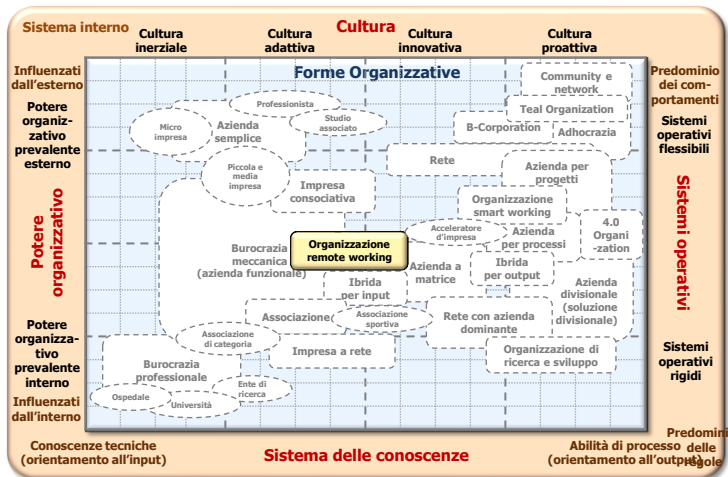 Sistema interno
Cultura
Cultura
inerziale
Cultura
adattiva
Cultura
innovativa
Cultura
proattiva
Influenzati
dall'esterno
Forme Organizzative
Predominio
dei com-
portamenti
Community e
network
Potere
organiz-
zativo
prevalente
esterno
Professionista
Teal Organization
Sistemi
operativi
flessibili
Micro
impresa
Azienda
semplice
Studio
associato
B-Corporation
Adhocrazia
Rete
Piccola e
media
impresa
Azienda per
progetti
Impresa
consociativa
Organizzazione
smart working
Potere
organizzativo
Sistemi operativi
Acceleratore
d'impresa
Azienda
per processi
4.0
Organi
-zation
Burocrazia
meccanica
(azienda funzionale)
Organizzazione
remote working
Azienda a
matrice
Ibrida
per output
Ibrida
per input
Azienda
divisionale
(soluzione
divisionale)
Associazione
Associazione
sportiva
Rete con azienda
dominante
Potere
organizza-
tivo
prevalente
interno
Associazione
di categoria
Impresa a rete
Organizzazione di
ricerca e sviluppo
Sistemi
operativi
rigidi
Burocrazia
professionale
Ente di
ricerca
Ospedale
Università
Influenzati
dall'interno
Conoscenze tecniche
(orientamento all'input)
Sistema delle conoscenze
Abilità di processo
(orientamento all'output)
Predomini
delle
regole